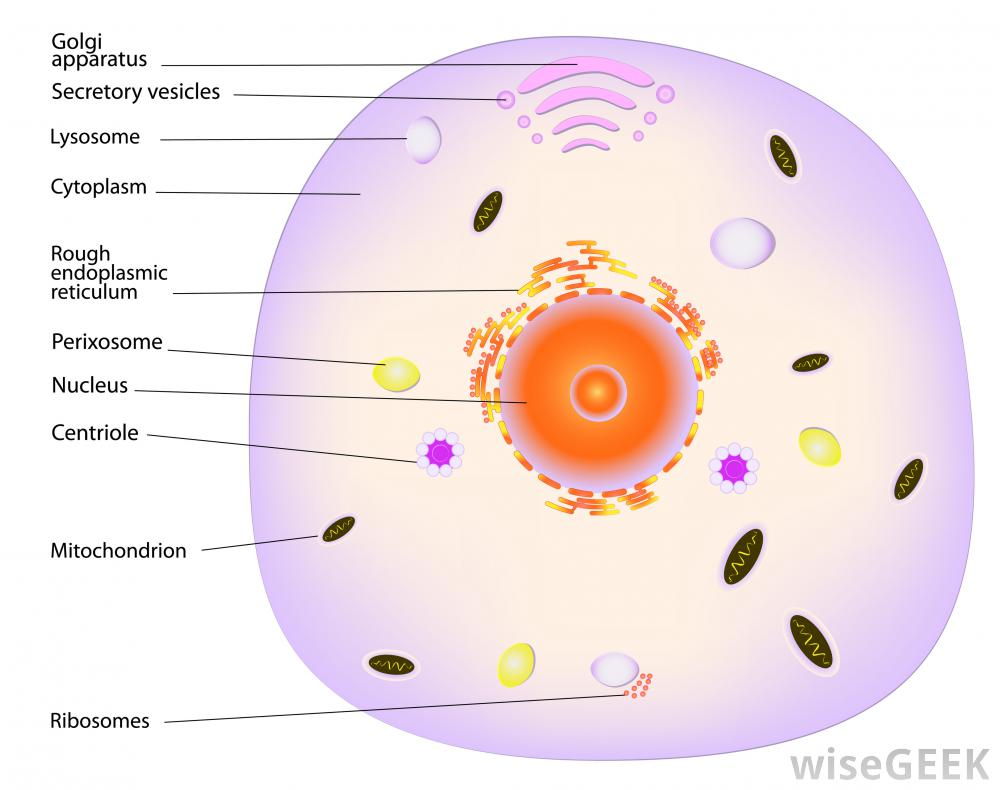 Golgi
apparatus
Secretory vesicles
Lysosome
Cytoplasm
Rough
endoplasmic
reticulum
Perixosome
Nucleus
Centriole
Mitochondrion
Ribosomes
wiseGEEK